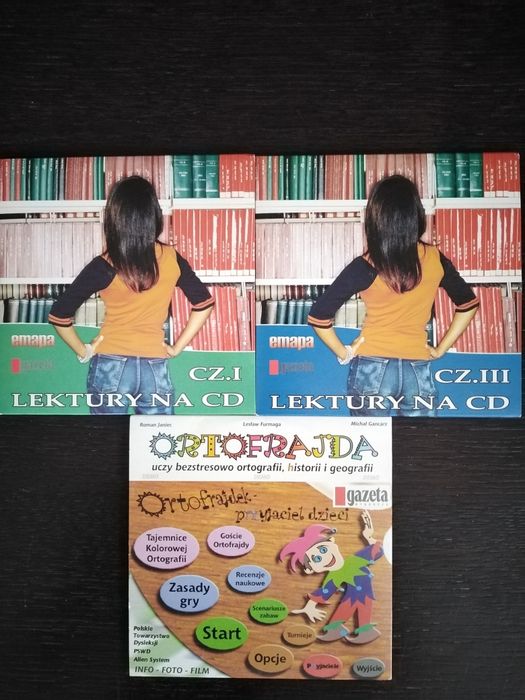 emapa
gazeta
CZ.I
LEKTURY NA CD
emapa
gazeta
CZ.III
LEKTURY NA CD
Roman Janiec
Lesław Furmaga
Michał Garcarz
ORTOFRAJDA
uczy bezstresowo ortografii, historii i geografii
gazeta
Ortofrajdek-
przyjaciel dzieci
Tajemnice
Kolorowej
Ortografii
Goście
Ortofrajdy
Zasady
gry
Recenzje
naukowe
Scenariusze
zabaw
Start
Turnieje
Opcje
Przyjaciele
Wyjście
Polskie
Towarzystwo
Dysleksji
PSWD
Alien System
INFO - FOTO - FILM